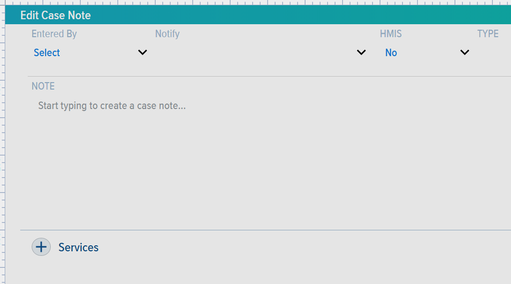 Edit Case Note
Entered By Notify HMIS TYPE
Select No
NOTE
Start typing to create a case note...
Services